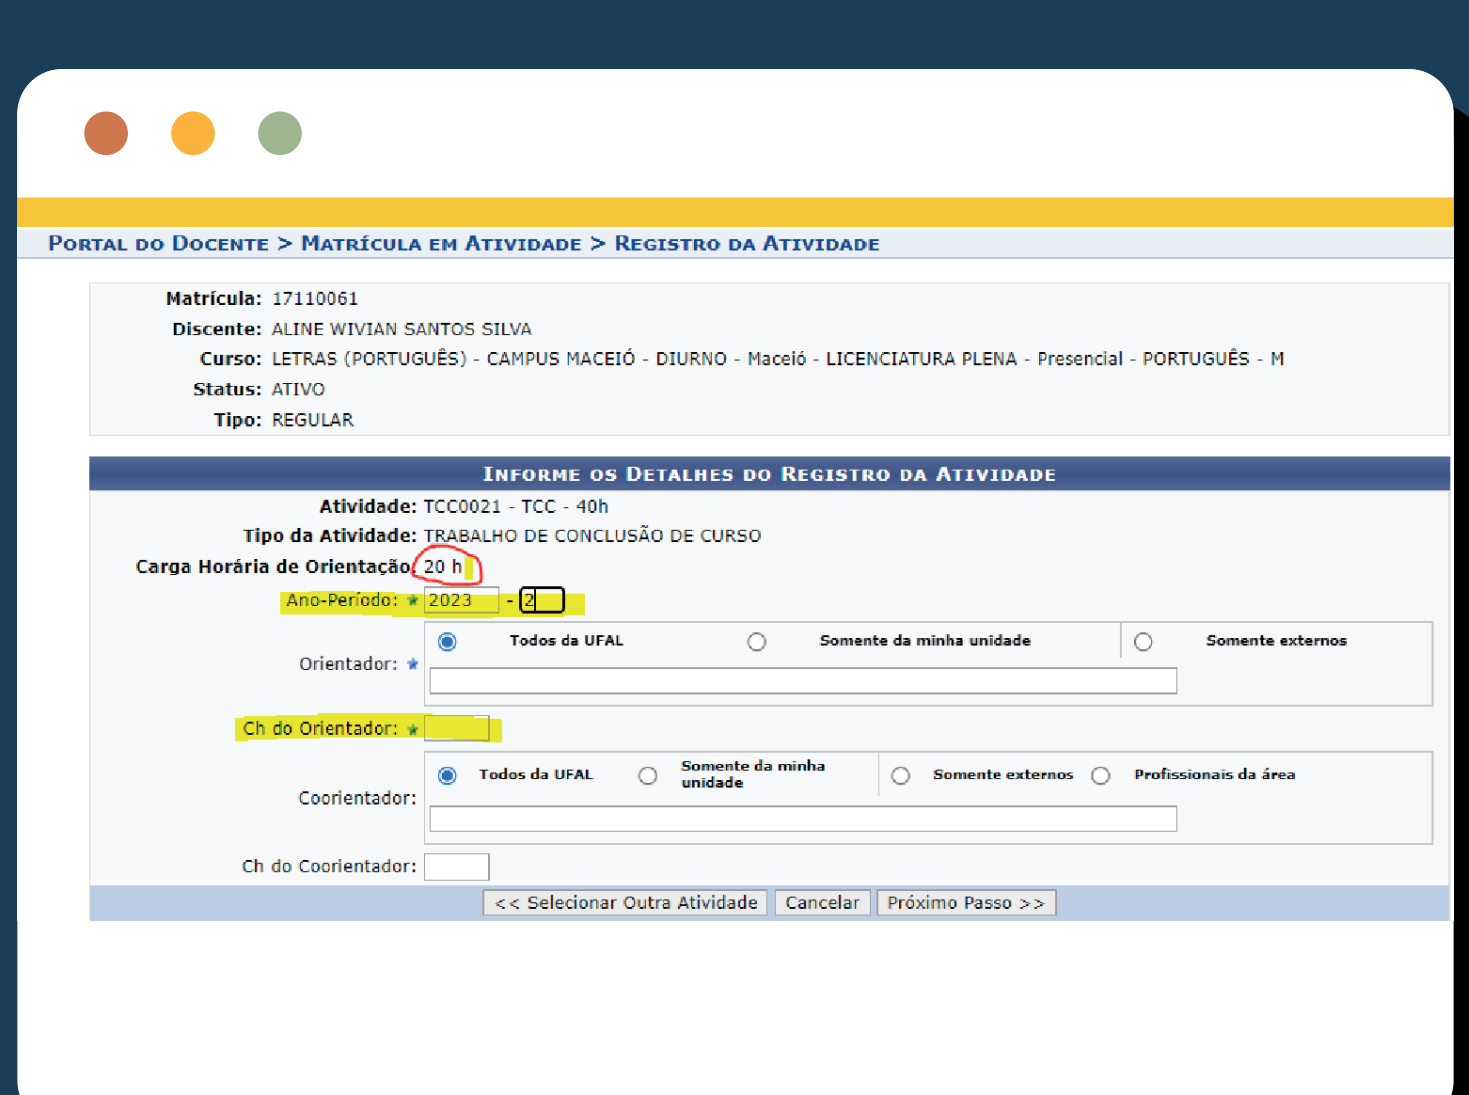 Portal do Docente > Matrícula em Atividade > Registro da Atividade
Matrícula: 17110061
Discente: ALINE WIVIAN SANTOS SILVA
Curso: LETRAS (PORTUGUÊS) - CAMPUS MACEIÓ - DIURNO - Maceió - LICENCIATURA PLENA - Presencial - PORTUGUÊS - M
Status: ATIVO
Tipo: REGULAR
Informe os Detalhes do Registro da Atividade
Atividade: TCC0021 - TCC - 40h
Tipo da Atividade: TRABALHO DE CONCLUSÃO DE CURSO
Carga Horária de Orientação: 20 h
Ano-Período: 2023 - 2
Todos da UFAL Somente da minha unidade Somente externos
Orientador:
Ch do Orientador:
Todos da UFAL Somente da minha unidade Somente externos Profissionais da área
Coorientador:
Ch do Coorientador:
<< Selecionar Outra Atividade Cancelar Próximo Passo >>